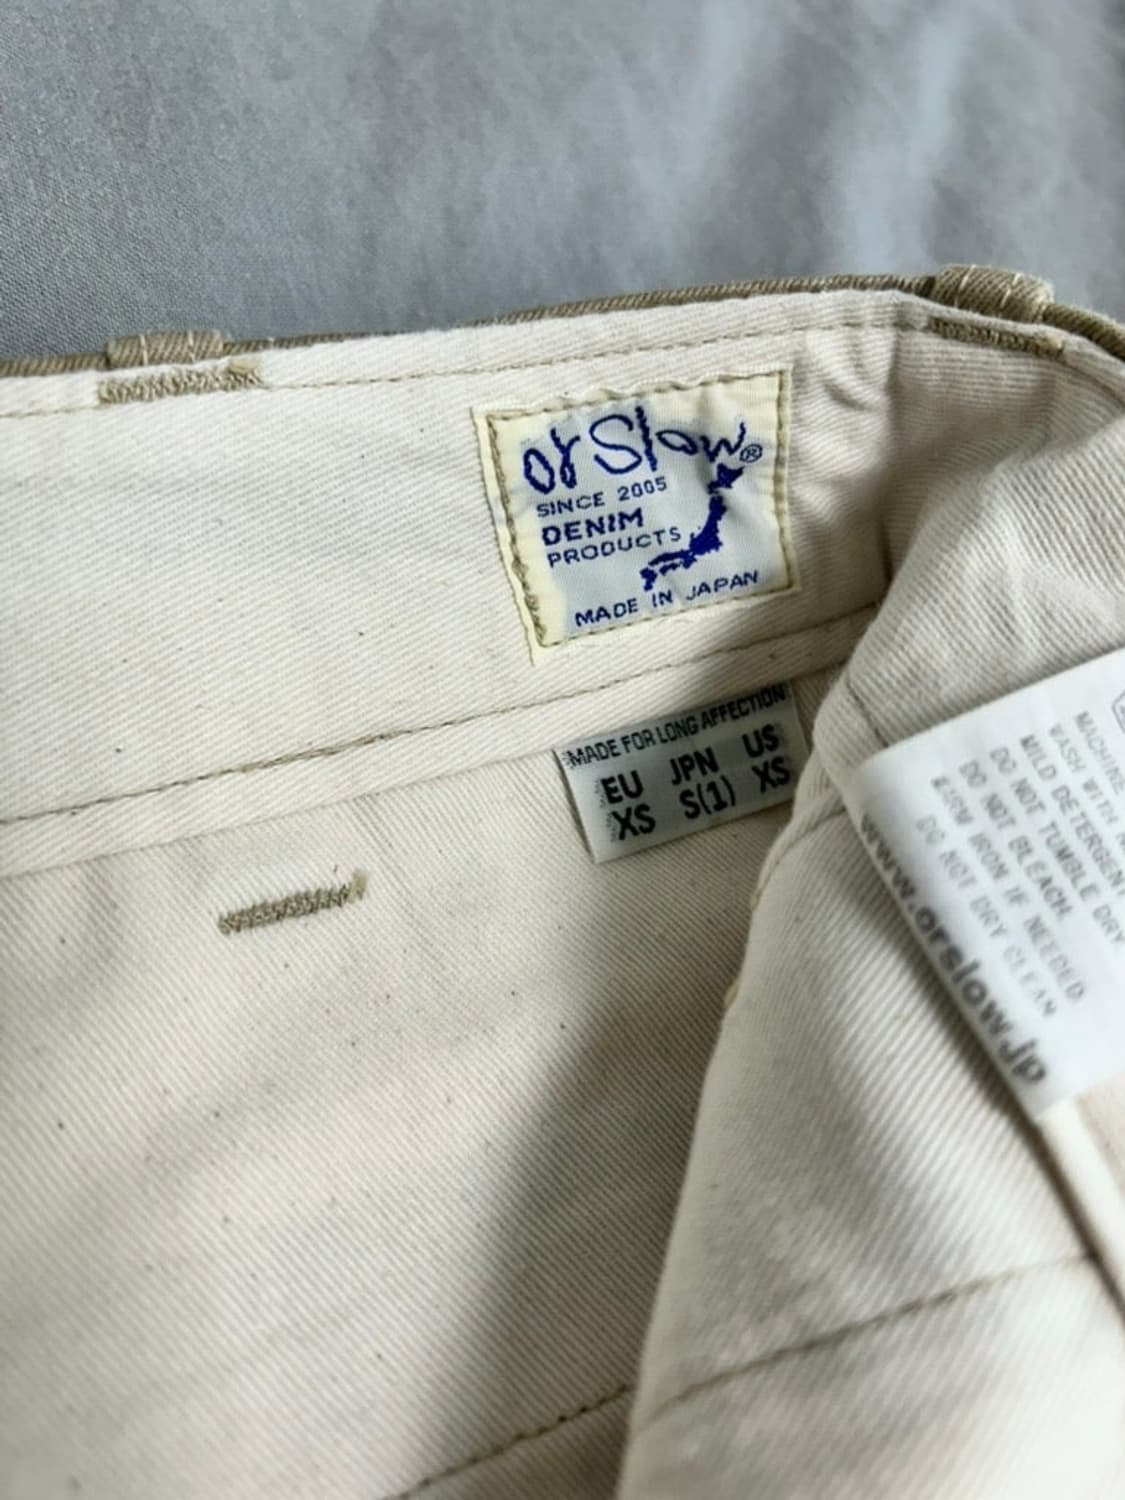 orSlow®
SINCE 2005
DENIM
PRODUCTS
MADE IN JAPAN
MADE FOR LONG AFFECTION
EU JPN US
XS S(1) XS
MACHINE
WASH WITH
MILD DETERGENT
DO NOT TUMBLE DRY
DO NOT BLEACH.
WARM IRON IF NEEDED
DO NOT DRY CLEAN
www.orslow.jp